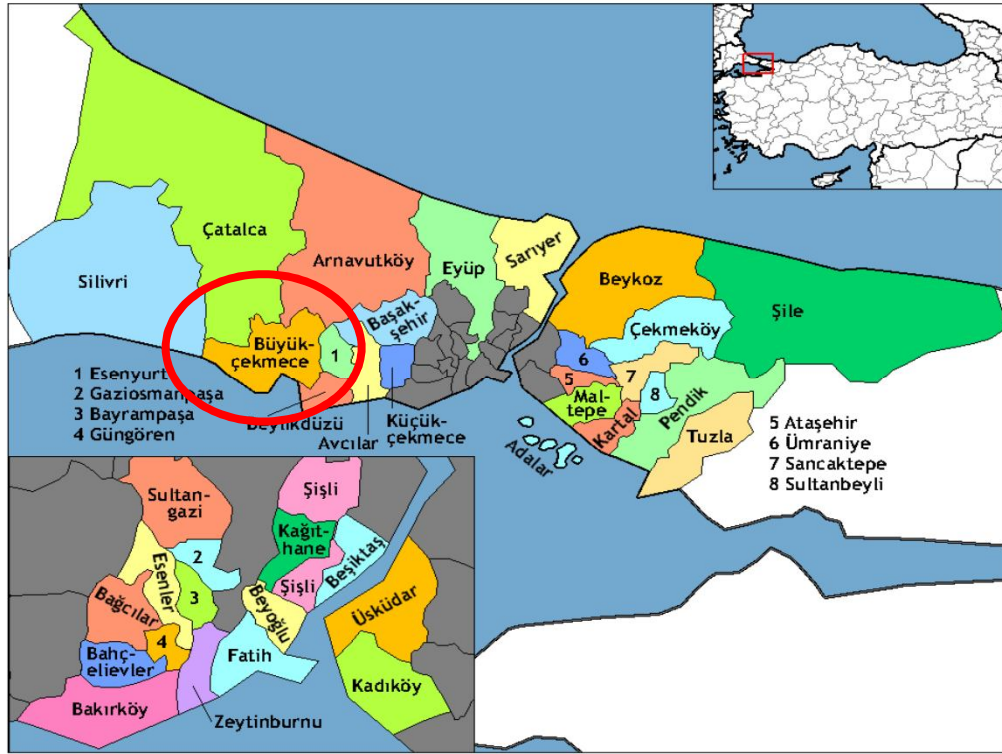 Silivri
Çatalca
Arnavutköy
Eyüp
Sarıyer
Büyük-
çekmece
1
Başak-
şehir
Beylikdüzü
Avcılar
Küçük-
çekmece
1 Esenyurt
2 Gaziosmanpaşa
3 Bayrampaşa
4 Güngören
Beykoz
Şile
Çekmeköy
6
5
7
8
Mal-
tepe
Kartal
Pendik
Tuzla
Adalar
5 Ataşehir
6 Ümraniye
7 Sancaktepe
8 Sultanbeyli
Sultan-
gazi
Şişli
Kağıt-
hane
Beşiktaş
Şişli
2
Esenler
3
Bağcılar
4
Beyoğlu
Üsküdar
Bahç-
elievler
Fatih
Kadıköy
Bakırköy
Zeytinburnu